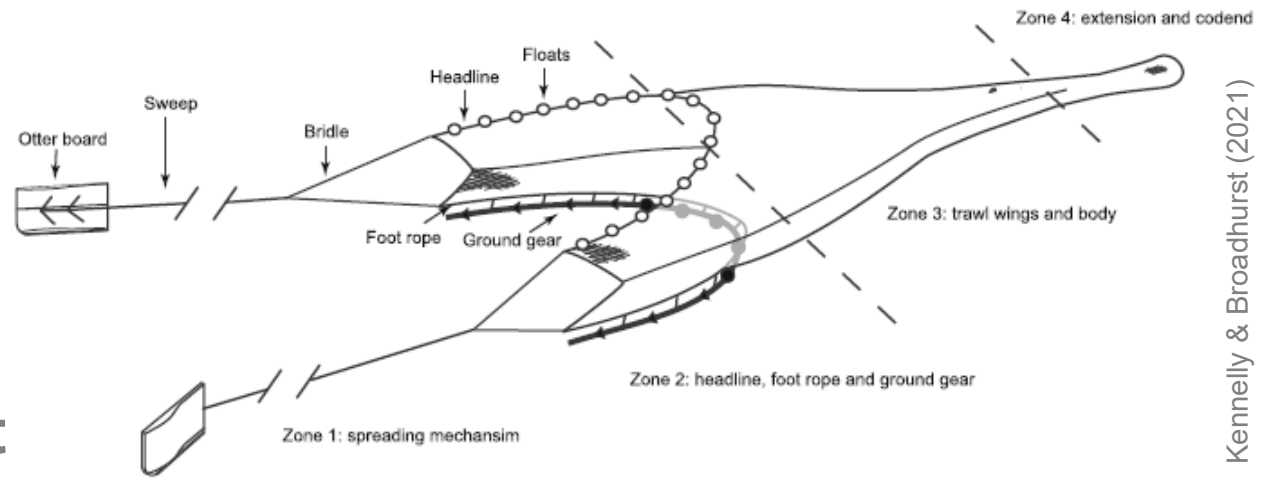 Zone 4: extension and codend
Floats
Headline
Sweep
Bridle
Otter board
Zone 3: trawl wings and body
Foot rope
Ground gear
Zone 2: headline, foot rope and ground gear
Zone 1: spreading mechansim
Kennelly & Broadhurst (2021)